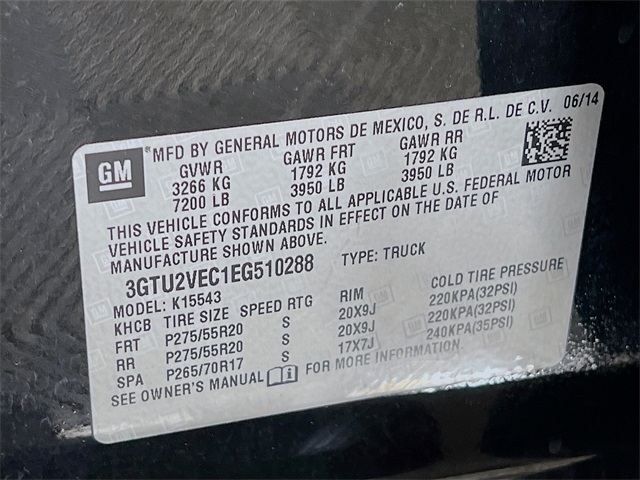 GM ® MFD BY GENERAL MOTORS DE MEXICO, S. DE R.L. DE C.V. 06/14
GVWR GAWR FRT GAWR RR
3266 KG 1792 KG 1792 KG
7200 LB 3950 LB 3950 LB
THIS VEHICLE CONFORMS TO ALL APPLICABLE U.S. FEDERAL MOTOR
VEHICLE SAFETY STANDARDS IN EFFECT ON THE DATE OF
MANUFACTURE SHOWN ABOVE.
3GTU2VEC1EG510288 TYPE: TRUCK
MODEL: K15543
KHCB TIRE SIZE SPEED RTG RIM COLD TIRE PRESSURE
FRT P275/55R20 S 20X9J 220KPA(32PSI)
RR P275/55R20 S 20X9J 220KPA(32PSI)
SPA P265/70R17 S 17X7J 240KPA(35PSI)
SEE OWNER'S MANUAL FOR MORE INFORMATION.